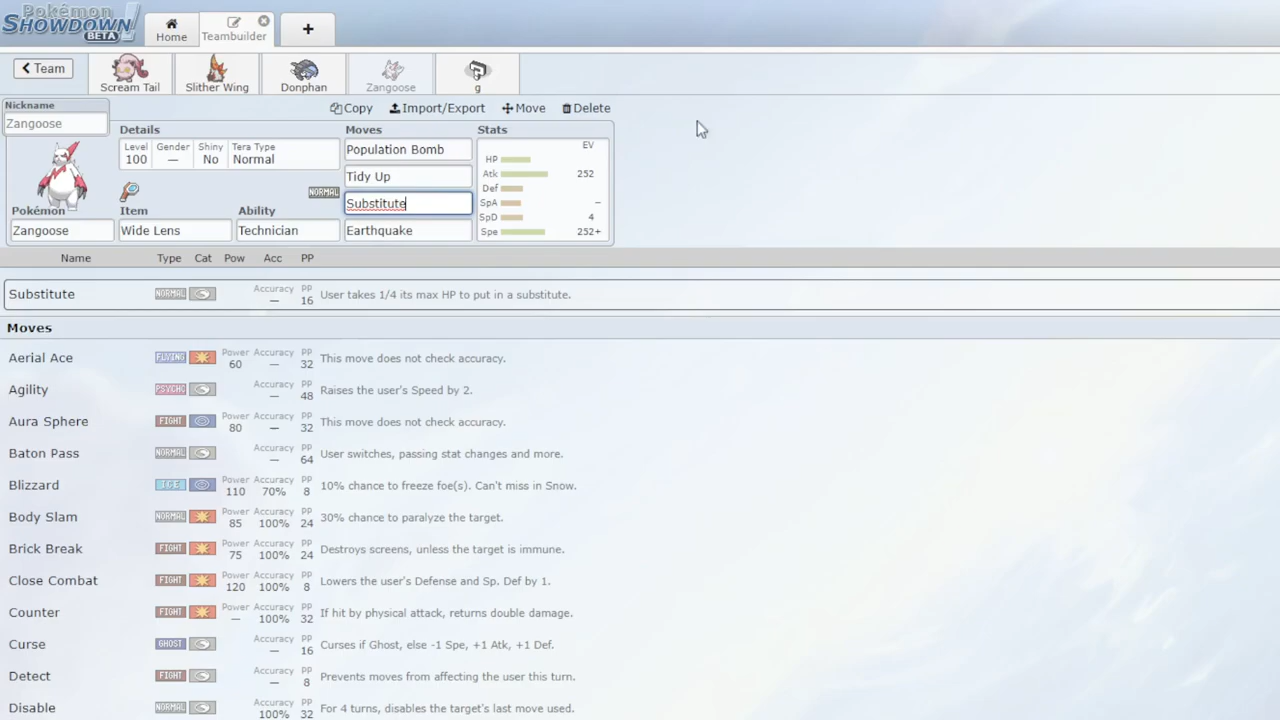 Pokémon
SHOWDOWN!
BETA
Home
Teambuilder
+
Team
Scream Tail
Slither Wing
Donphan
Zangoose
g
Nickname
Zangoose
Copy Import/Export Move Delete
Details
Level Gender Shiny Tera Type
100 — No Normal
NORMAL
Pokémon Item Ability
Zangoose Wide Lens Technician
Moves
Population Bomb
Tidy Up
Substitute
Earthquake
Stats
EV
HP
Atk 252
Def
SpA –
SpD 4
Spe 252+
Name Type Cat Pow Acc PP
Substitute NORMAL Accuracy — PP 16 User takes 1/4 its max HP to put in a substitute.
Moves
Aerial Ace FLYING Power 60 Accuracy — PP 32 This move does not check accuracy.
Agility PSYCHC Accuracy — PP 48 Raises the user's Speed by 2.
Aura Sphere FIGHT Power 80 Accuracy — PP 32 This move does not check accuracy.
Baton Pass NORMAL Accuracy — PP 64 User switches, passing stat changes and more.
Blizzard ICE Power 110 Accuracy 70% PP 8 10% chance to freeze foe(s). Can't miss in Snow.
Body Slam NORMAL Power 85 Accuracy 100% PP 24 30% chance to paralyze the target.
Brick Break FIGHT Power 75 Accuracy 100% PP 24 Destroys screens, unless the target is immune.
Close Combat FIGHT Power 120 Accuracy 100% PP 8 Lowers the user's Defense and Sp. Def by 1.
Counter FIGHT Power — Accuracy 100% PP 32 If hit by physical attack, returns double damage.
Curse GHOST Accuracy — PP 16 Curses if Ghost, else -1 Spe, +1 Atk, +1 Def.
Detect FIGHT Accuracy — PP 8 Prevents moves from affecting the user this turn.
Disable NORMAL Accuracy 100% PP 32 For 4 turns, disables the target's last move used.